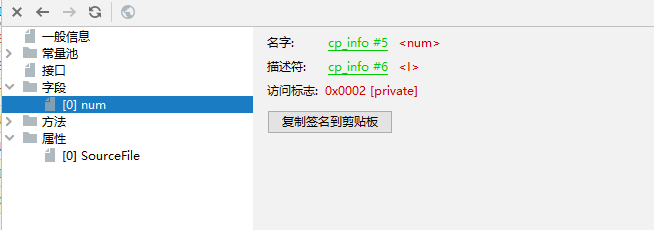 一般信息
常量池
接口
字段
[0] num
方法
属性
[0] SourceFile
名字: cp_info #5 <num>
描述符: cp_info #6 <I>
访问标志: 0x0002 [private]
复制签名到剪贴板